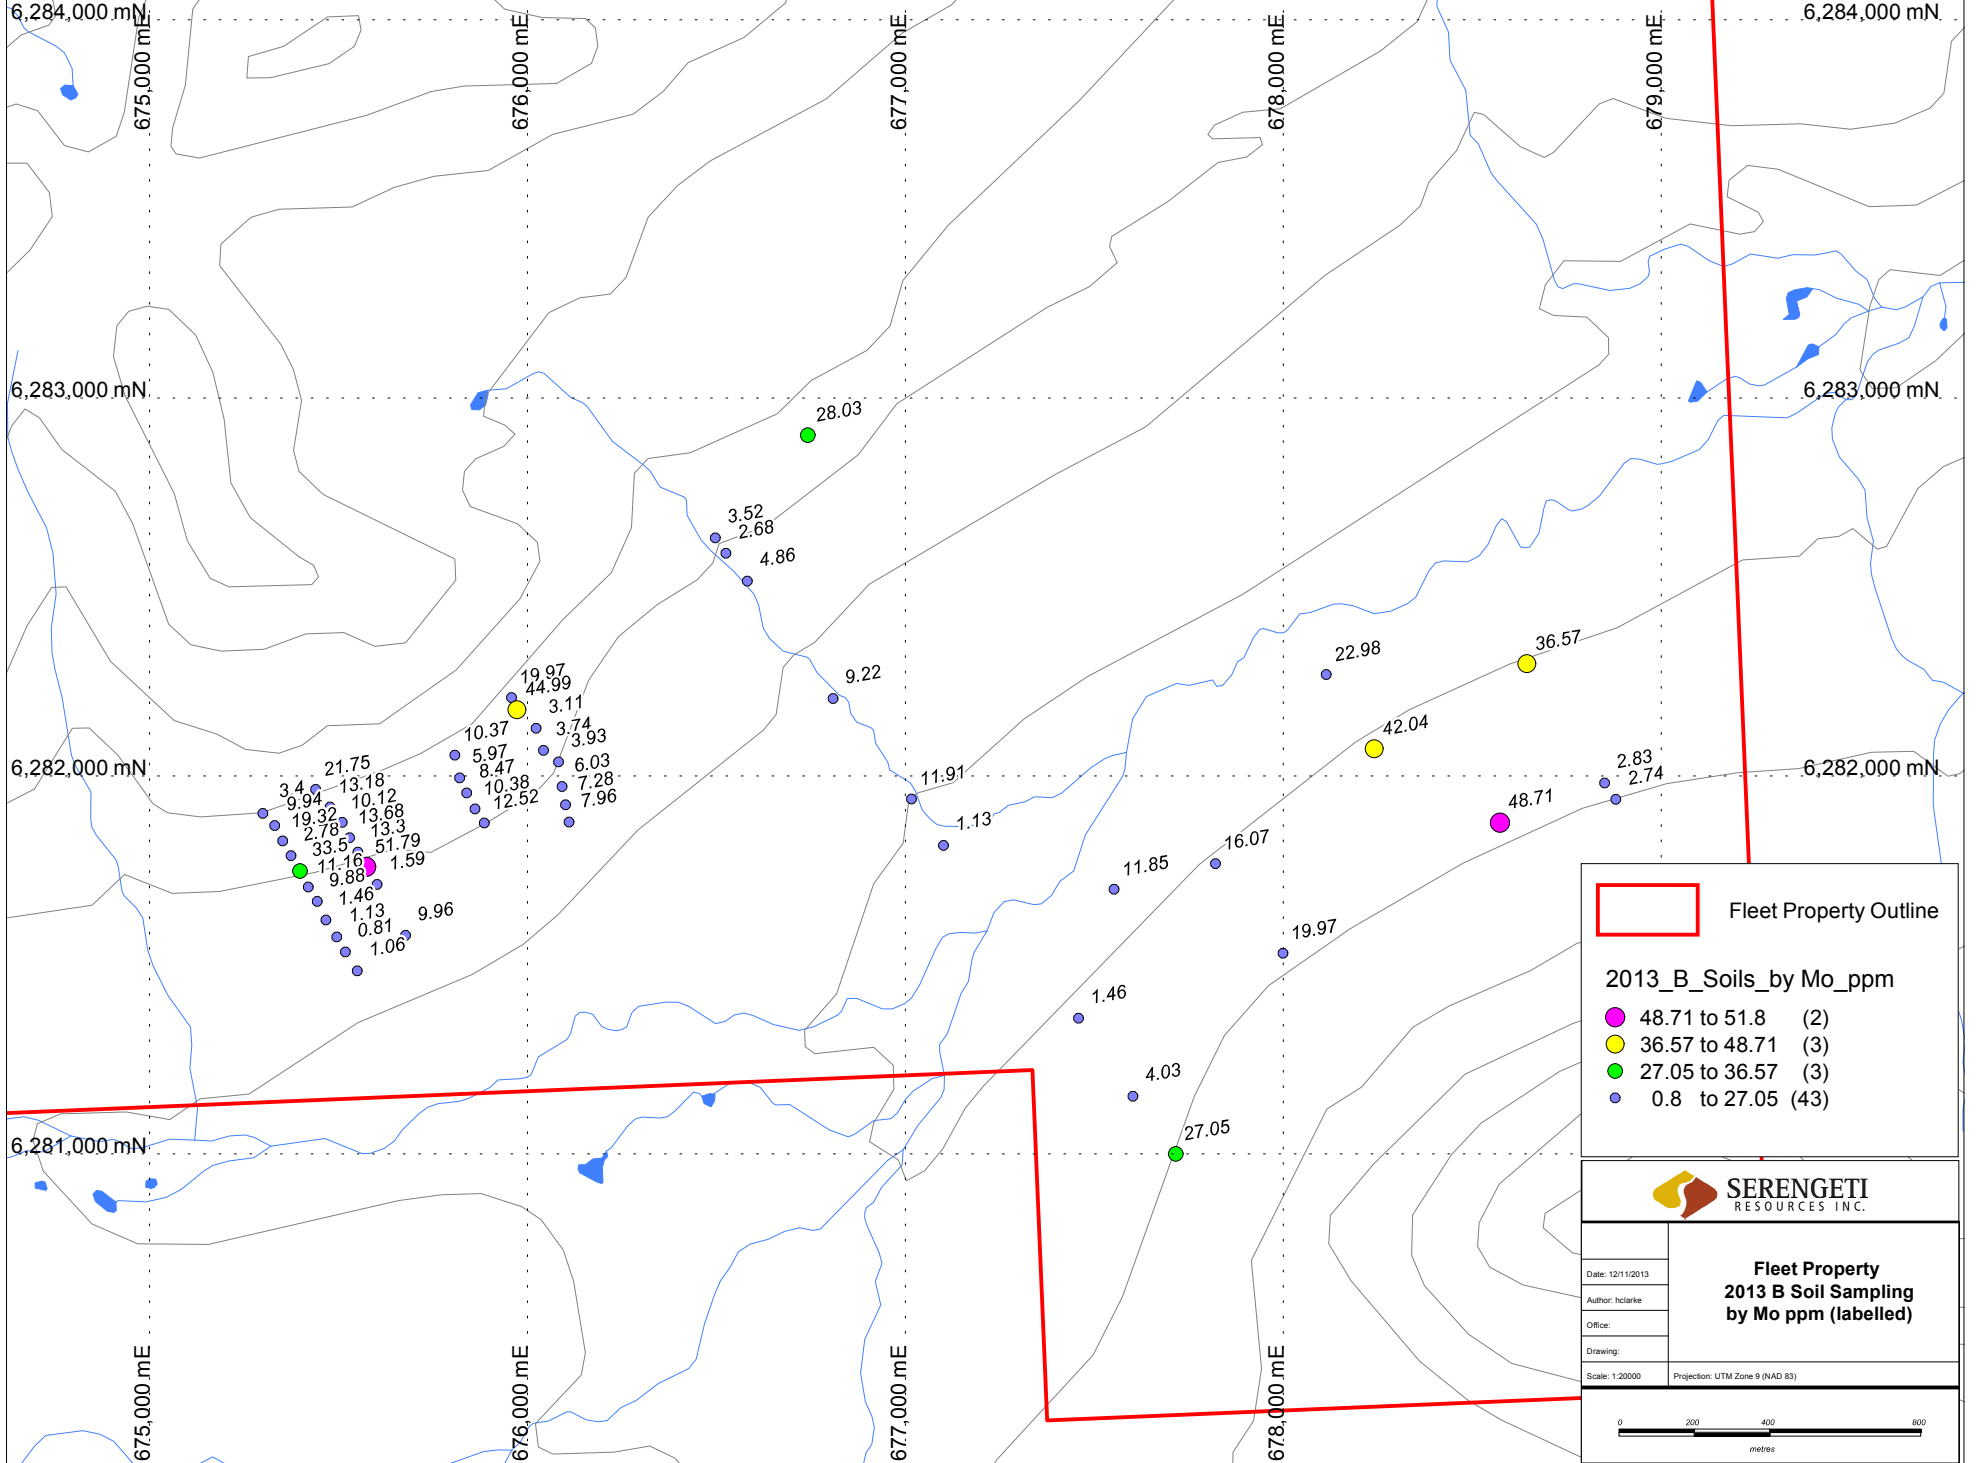 6,284,000 mN
6,284,000 mN
675,000 mE
676,000 mE
677,000 mE
678,000 mE
679,000 mE
6,283,000 mN
6,283,000 mN
28.03
3.52
2.68
4.86
36.57
22.98
9.22
19.97
44.99
3.11
3.74
3.93
6.03
7.28
7.96
10.37
5.97
8.47
10.38
12.52
42.04
6,282,000 mN
6,282,000 mN
21.75
13.18
10.12
13.68
13.3
51.79
1.59
3.4
9.94
19.32
2.78
33.5
11.16
9.88
1.46
1.13
0.81
1.06
9.96
11.91
1.13
2.83
2.74
48.71
16.07
11.85
19.97
1.46
4.03
27.05
6,281,000 mN
675,000 mE
676,000 mE
677,000 mE
678,000 mE
Fleet Property Outline
2013_B_Soils_by Mo_ppm
48.71 to 51.8 (2)
36.57 to 48.71 (3)
27.05 to 36.57 (3)
0.8 to 27.05 (43)
SERENGETI
RESOURCES INC.
Fleet Property
2013 B Soil Sampling
by Mo ppm (labelled)
Date: 12/11/2013
Author: hclarke
Office:
Drawing:
Scale: 1:20000
Projection: UTM Zone 9 (NAD 83)
0 200 400 800
metres